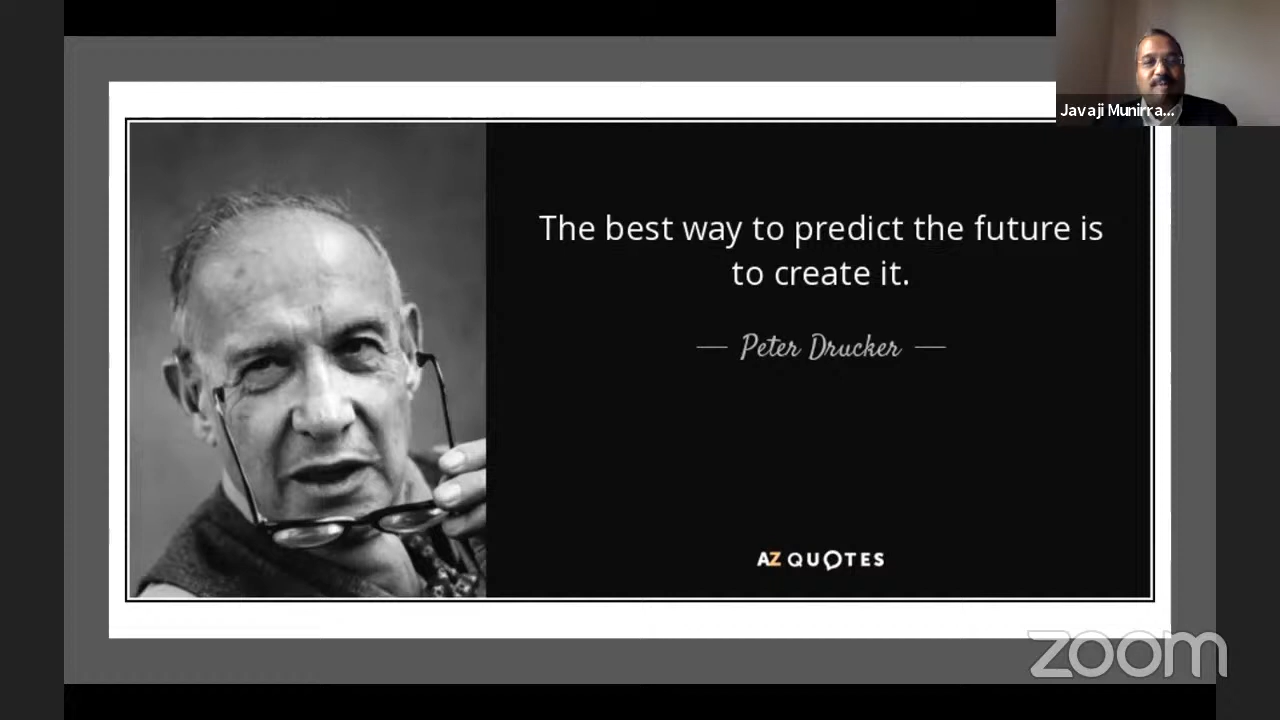 Javaji Munirra...
The best way to predict the future is
to create it.
Peter Drucker
AZ QUOTES
zoom